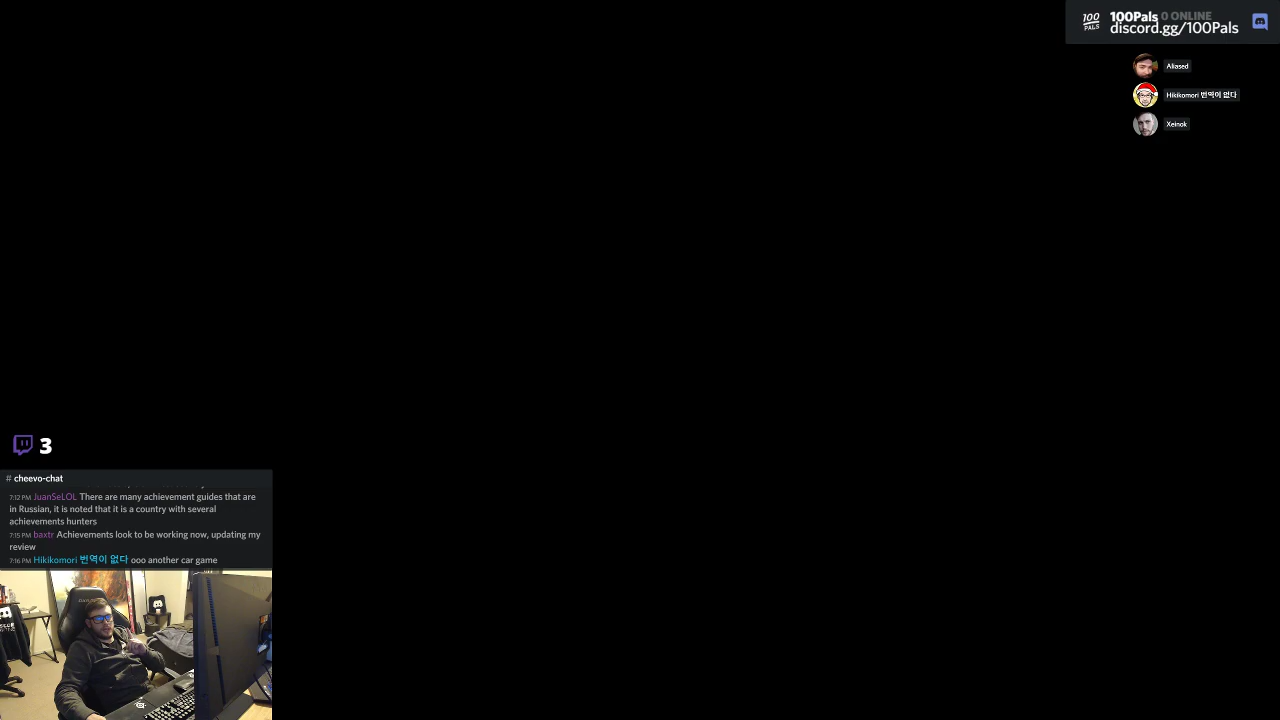 100
PALS
100Pals 0 ONLINE
discord.gg/100Pals
Aliased
Hikikomori 번역이 없다
Xeinok
3
# cheevo-chat
7:12 PM JuanSeLOL There are many achievement guides that are
in Russian, it is noted that it is a country with several
achievements hunters
7:15 PM baxtr Achievements look to be working now, updating my
review
7:16 PM Hikikomori 번역이 없다 ooo another car game